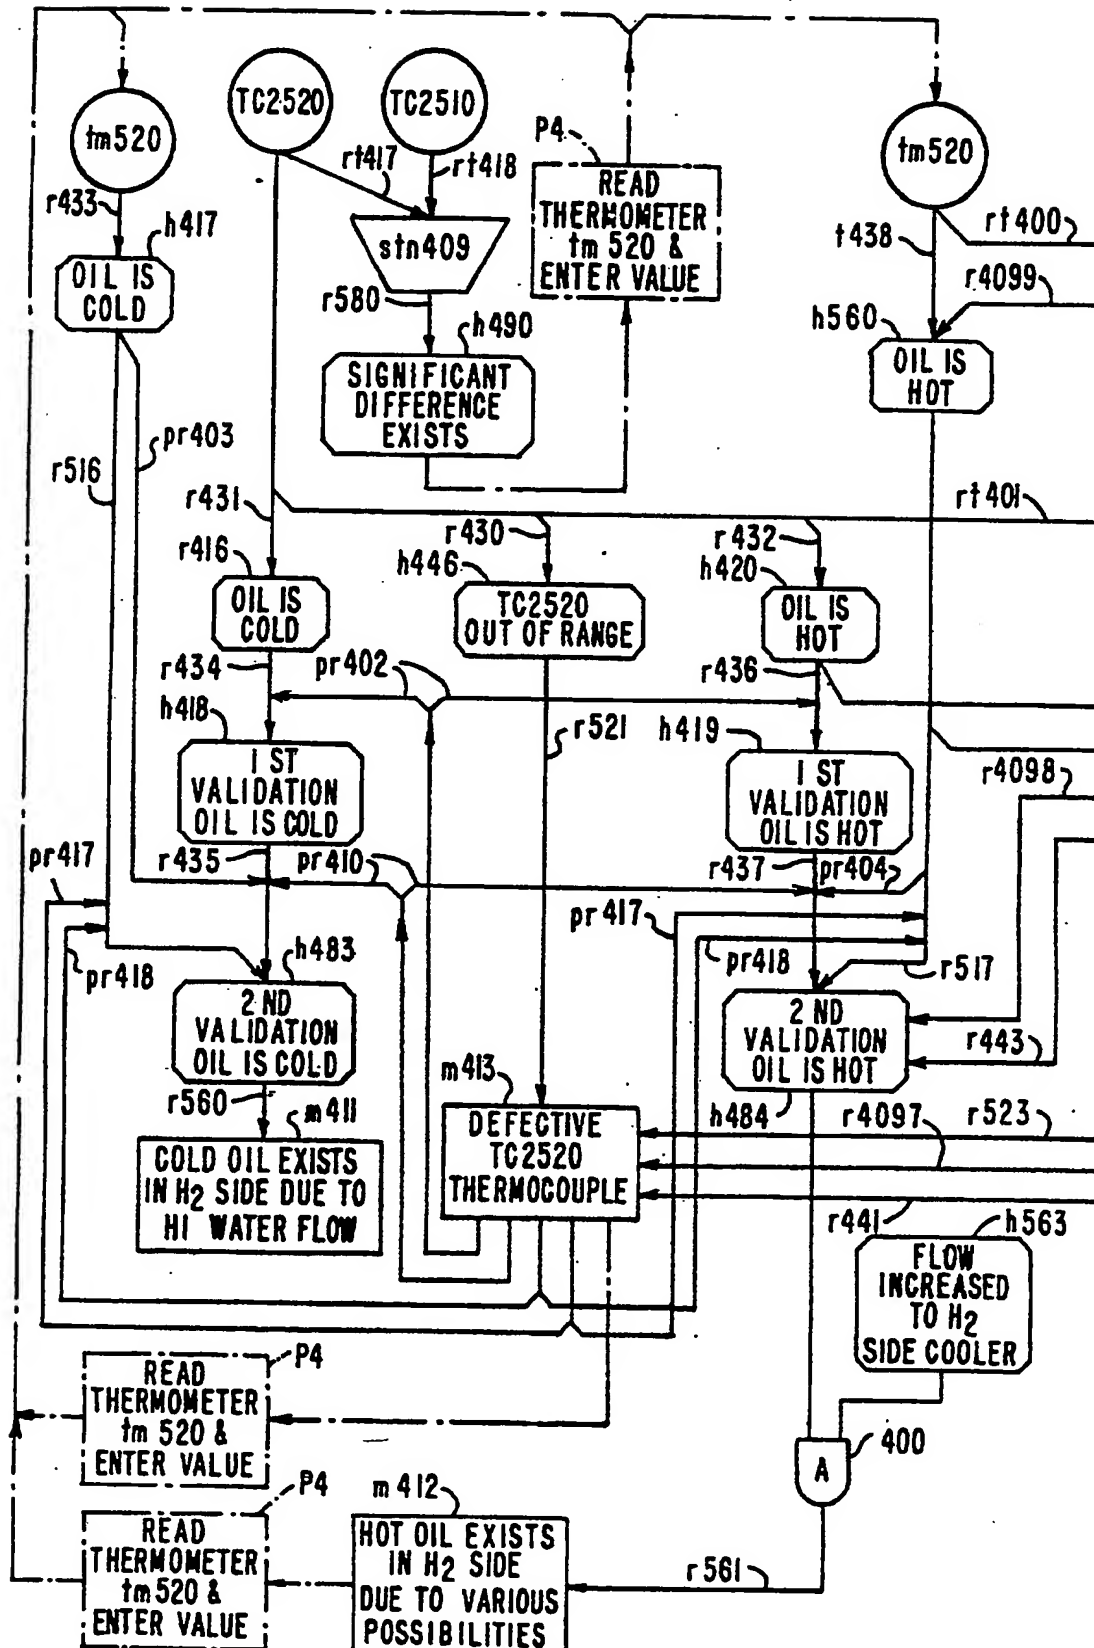 tm520
TC2520
TC2510
P4
READ
THERMOMETER
tm 520 &
ENTER VALUE
tm520
r433
h417
OIL IS
COLD
rt417
rt418
stn409
r580
h490
SIGNIFICANT
DIFFERENCE
EXISTS
t438
rt400
r4099
h560
OIL IS
HOT
r516
pr403
r431
r430
r432
rt401
r416
OIL IS
COLD
h446
TC2520
OUT OF RANGE
h420
OIL IS
HOT
r434
pr402
r436
h418
1 ST
VALIDATION
OIL IS COLD
r521
h419
1 ST
VALIDATION
OIL IS HOT
r4098
pr417
r435
pr410
r437
pr404
pr417
pr418
pr418
r517
h483
2 ND
VALIDATION
OIL IS COLD
2 ND
VALIDATION
OIL IS HOT
r443
h484
r560
m411
COLD OIL EXISTS
IN H2 SIDE DUE TO
HI WATER FLOW
m413
DEFECTIVE
TC2520
THERMOCOUPLE
r4097
r523
r441
h563
FLOW
INCREASED
TO H2
SIDE COOLER
P4
READ
THERMOMETER
tm 520 &
ENTER VALUE
A
400
P4
READ
THERMOMETER
tm520 &
ENTER VALUE
m412
HOT OIL EXISTS
IN H2 SIDE
DUE TO VARIOUS
POSSIBILITIES
r561